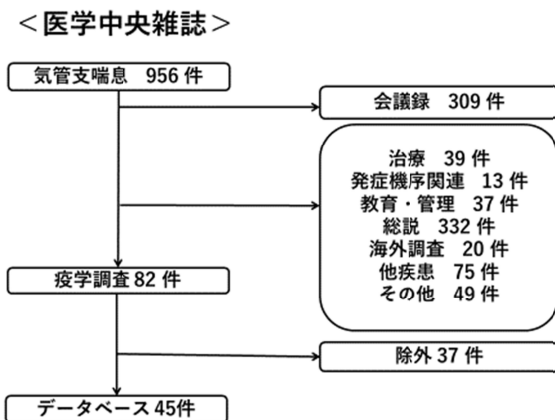 ＜医学中央雑誌＞
気管支喘息　956 件
会議録　309 件
治療　39 件
発症機序関連　13 件
教育・管理　37 件
総説　332 件
海外調査　20 件
他疾患　75 件
その他　49 件
疫学調査 82 件
除外 37 件
データベース 45件